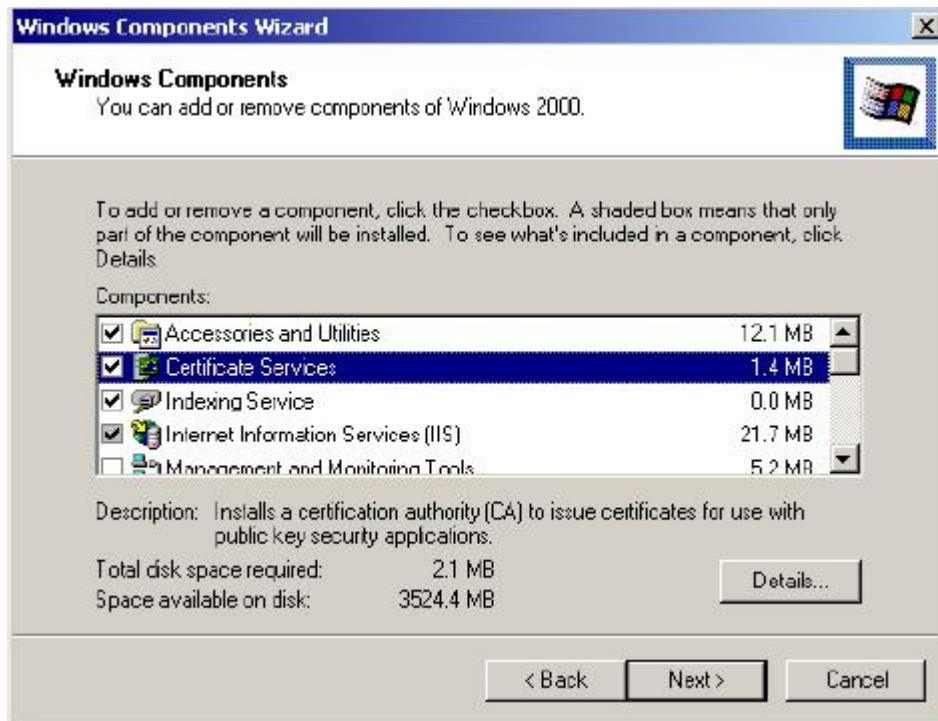 Windows Components Wizard
Windows Components
You can add or remove components of Windows 2000.
To add or remove a component, click the checkbox. A shaded box means that only
part of the component will be installed. To see what's included in a component, click
Details
Components:
Accessories and Utilities 12.1 MB
Certificate Services 1.4 MB
Indexing Service 0.0 MB
Internet Information Services (IIS) 21.7 MB
Management and Monitoring Tools 5.2 MB
Description: Installs a certification authority (CA) to issue certificates for use with
public key security applications.
Total disk space required: 2.1 MB
Space available on disk: 3524.4 MB
Details...
< Back Next > Cancel